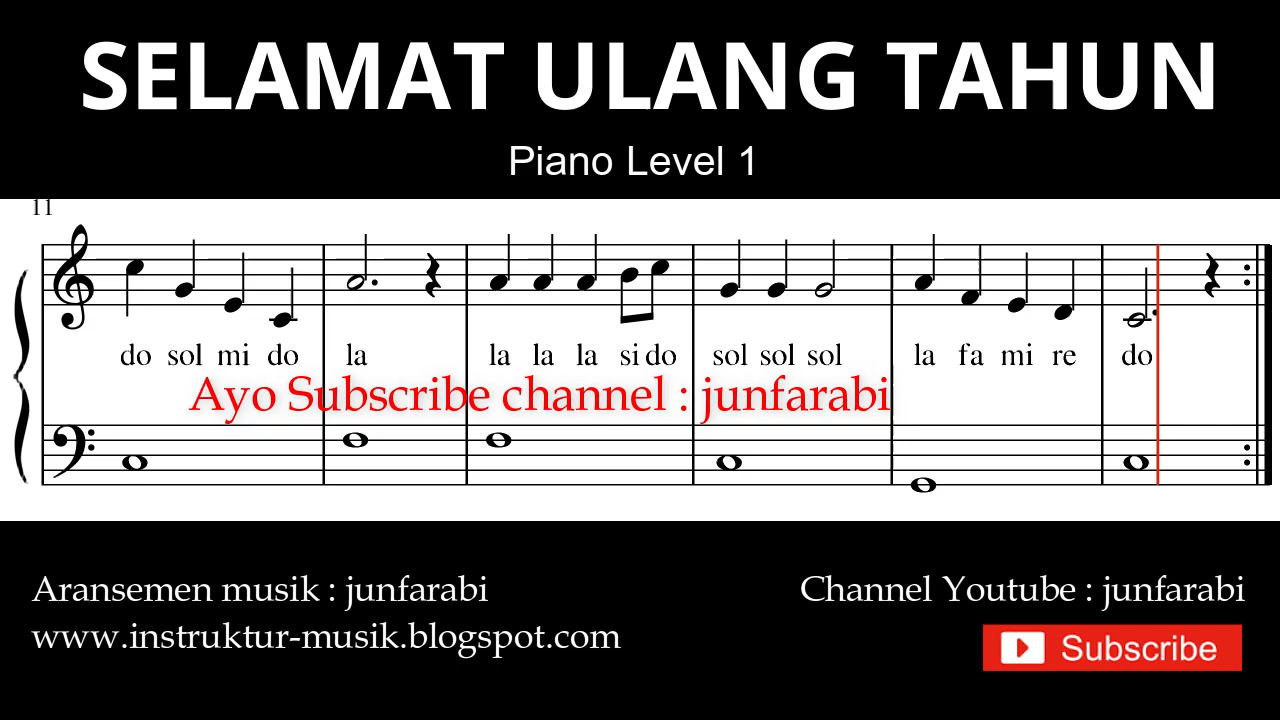 SELAMAT ULANG TAHUN
Piano Level 1
11
do sol mi do la la la la si do sol sol sol la fa mi re do
Ayo Subscribe channel : junfarabi
Aransemen musik : junfarabi
www.instruktur-musik.blogspot.com
Channel Youtube : junfarabi
Subscribe